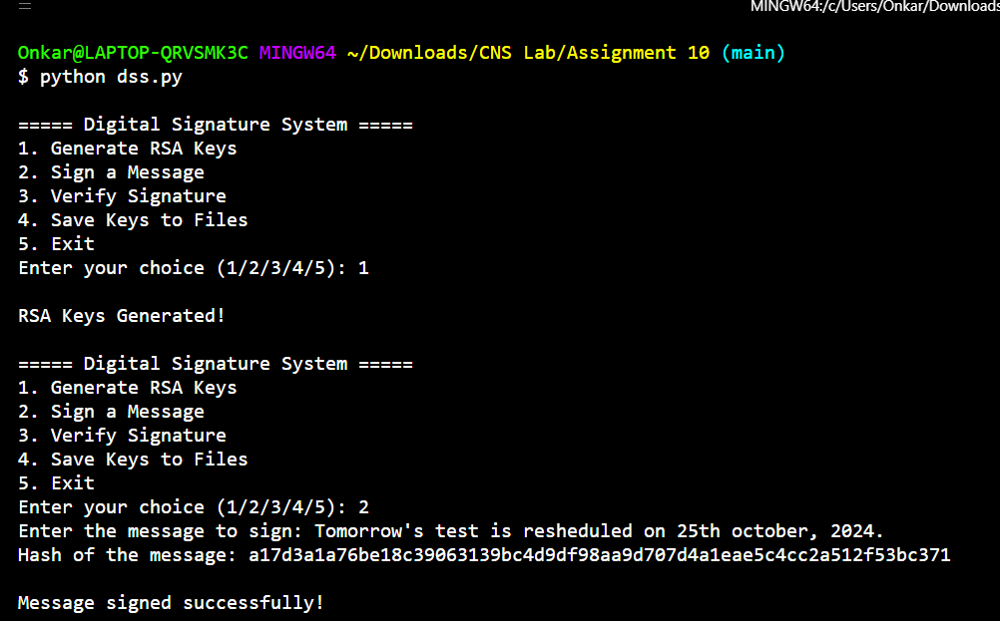 MINGW64:/c/Users/Onkar/Downloads
Onkar@LAPTOP-QRVSMK3C MINGW64 ~/Downloads/CNS Lab/Assignment 10 (main)
$ python dss.py
===== Digital Signature System =====
1. Generate RSA Keys
2. Sign a Message
3. Verify Signature
4. Save Keys to Files
5. Exit
Enter your choice (1/2/3/4/5): 1
RSA Keys Generated!
===== Digital Signature System =====
1. Generate RSA Keys
2. Sign a Message
3. Verify Signature
4. Save Keys to Files
5. Exit
Enter your choice (1/2/3/4/5): 2
Enter the message to sign: Tomorrow's test is resheduled on 25th october, 2024.
Hash of the message: a17d3a1a76be18c39063139bc4d9df98aa9d707d4a1eae5c4cc2a512f53bc371
Message signed successfully!